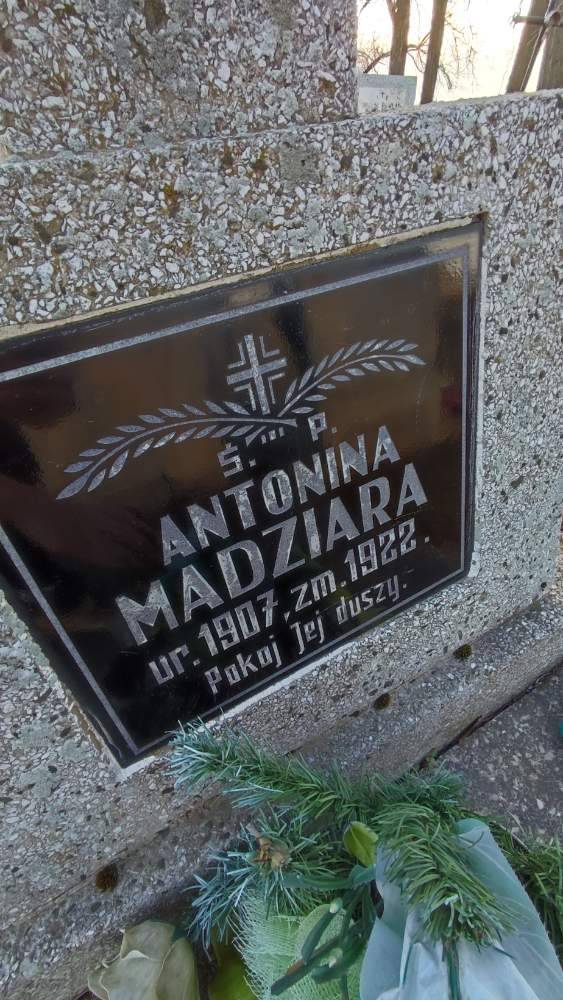 Ś. P.
ANTONINA
MADZIARA
ur. 1907, zm. 1922.
Pokój Jej duszy.